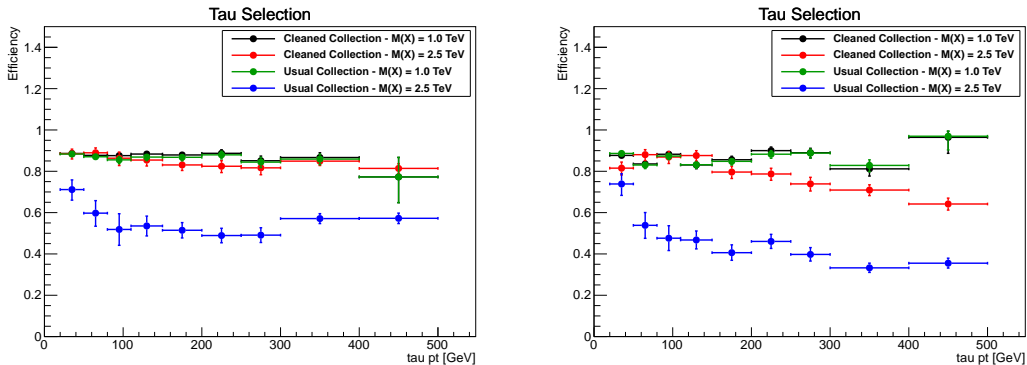 Tau Selection
Efficiency
1.4
1.2
1
0.8
0.6
0.4
0.2
0
Cleaned Collection - M(X) = 1.0 TeV
Cleaned Collection - M(X) = 2.5 TeV
Usual Collection - M(X) = 1.0 TeV
Usual Collection - M(X) = 2.5 TeV
0 100 200 300 400 500
tau pt [GeV]
Tau Selection
Efficiency
1.4
1.2
1
0.8
0.6
0.4
0.2
0
Cleaned Collection - M(X) = 1.0 TeV
Cleaned Collection - M(X) = 2.5 TeV
Usual Collection - M(X) = 1.0 TeV
Usual Collection - M(X) = 2.5 TeV
0 100 200 300 400 500
tau pt [GeV]